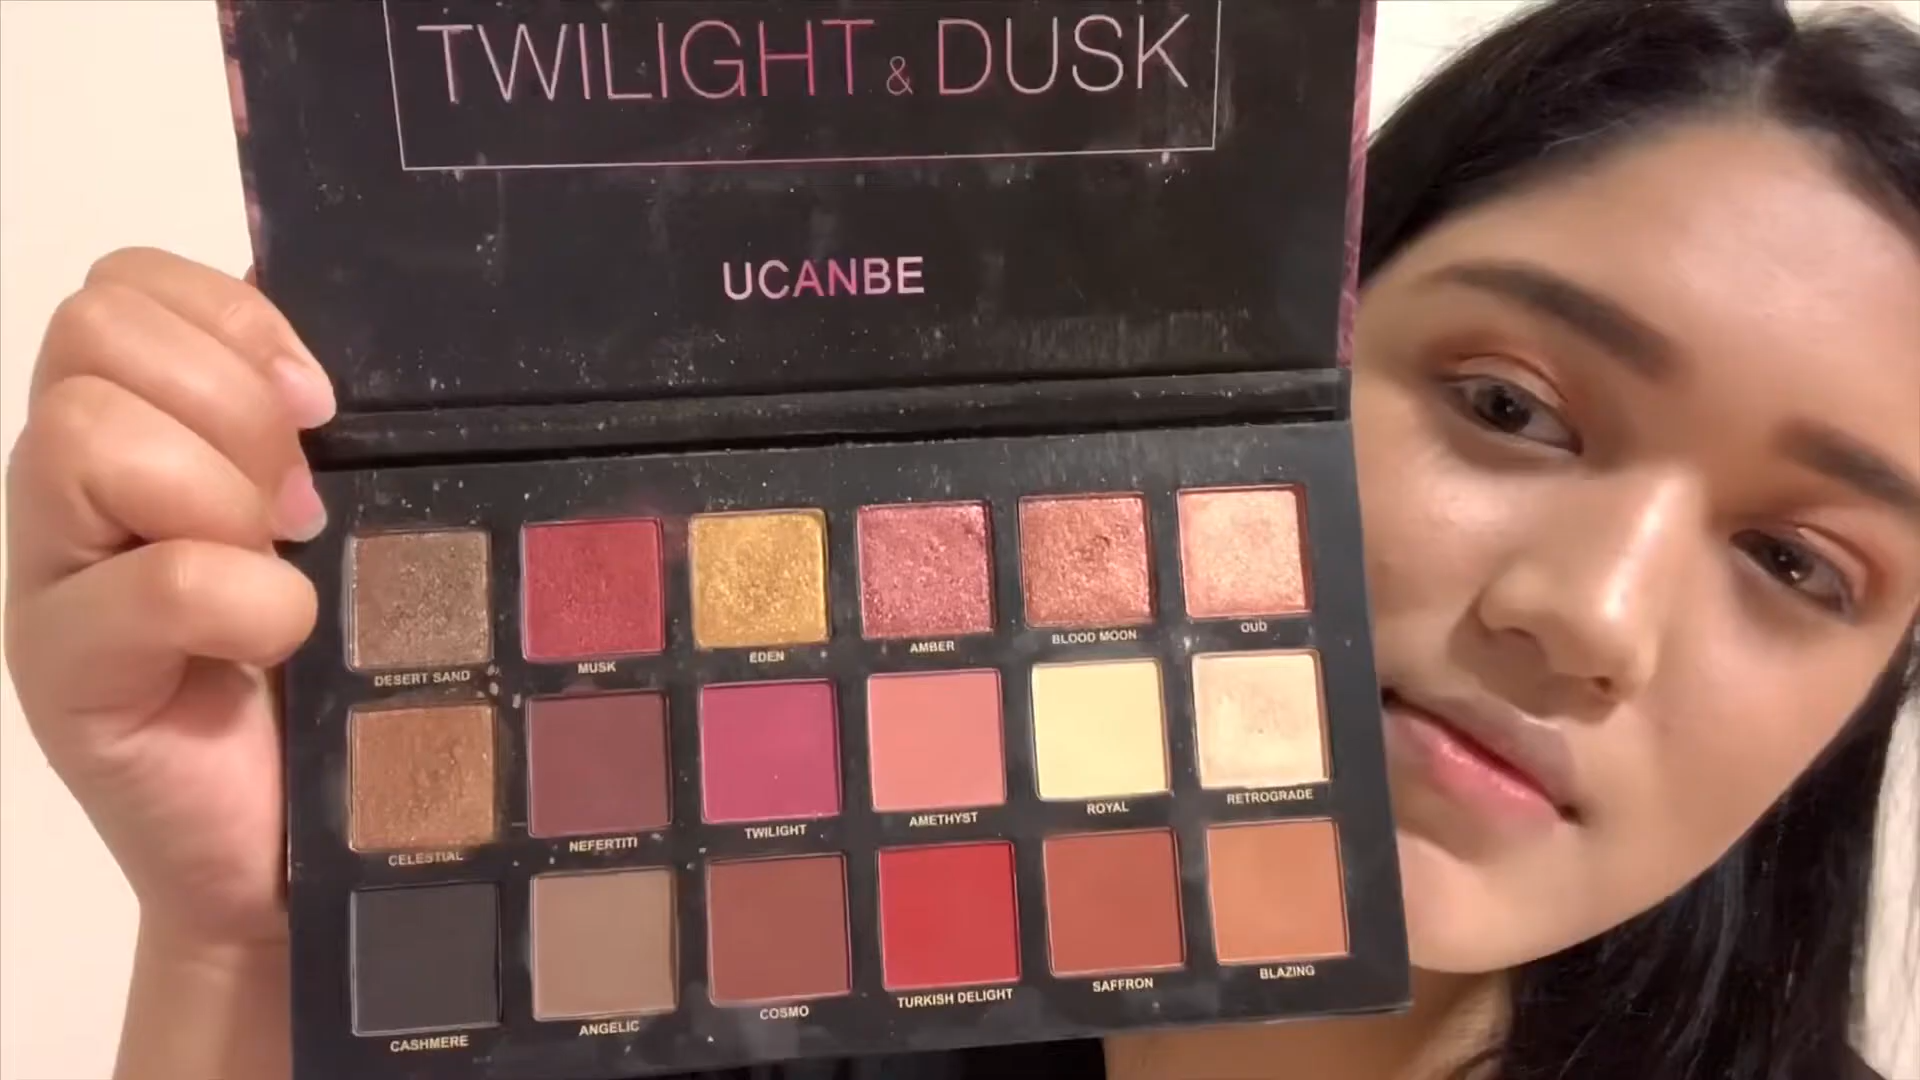 TWILIGHT & DUSK
UCANBE
DESERT SAND
MUSK
EDEN
AMBER
BLOOD MOON
OUD
CELESTIAL
NEFERTITI
TWILIGHT
AMETHYST
ROYAL
RETROGRADE
CASHMERE
ANGELIC
COSMO
TURKISH DELIGHT
SAFFRON
BLAZING